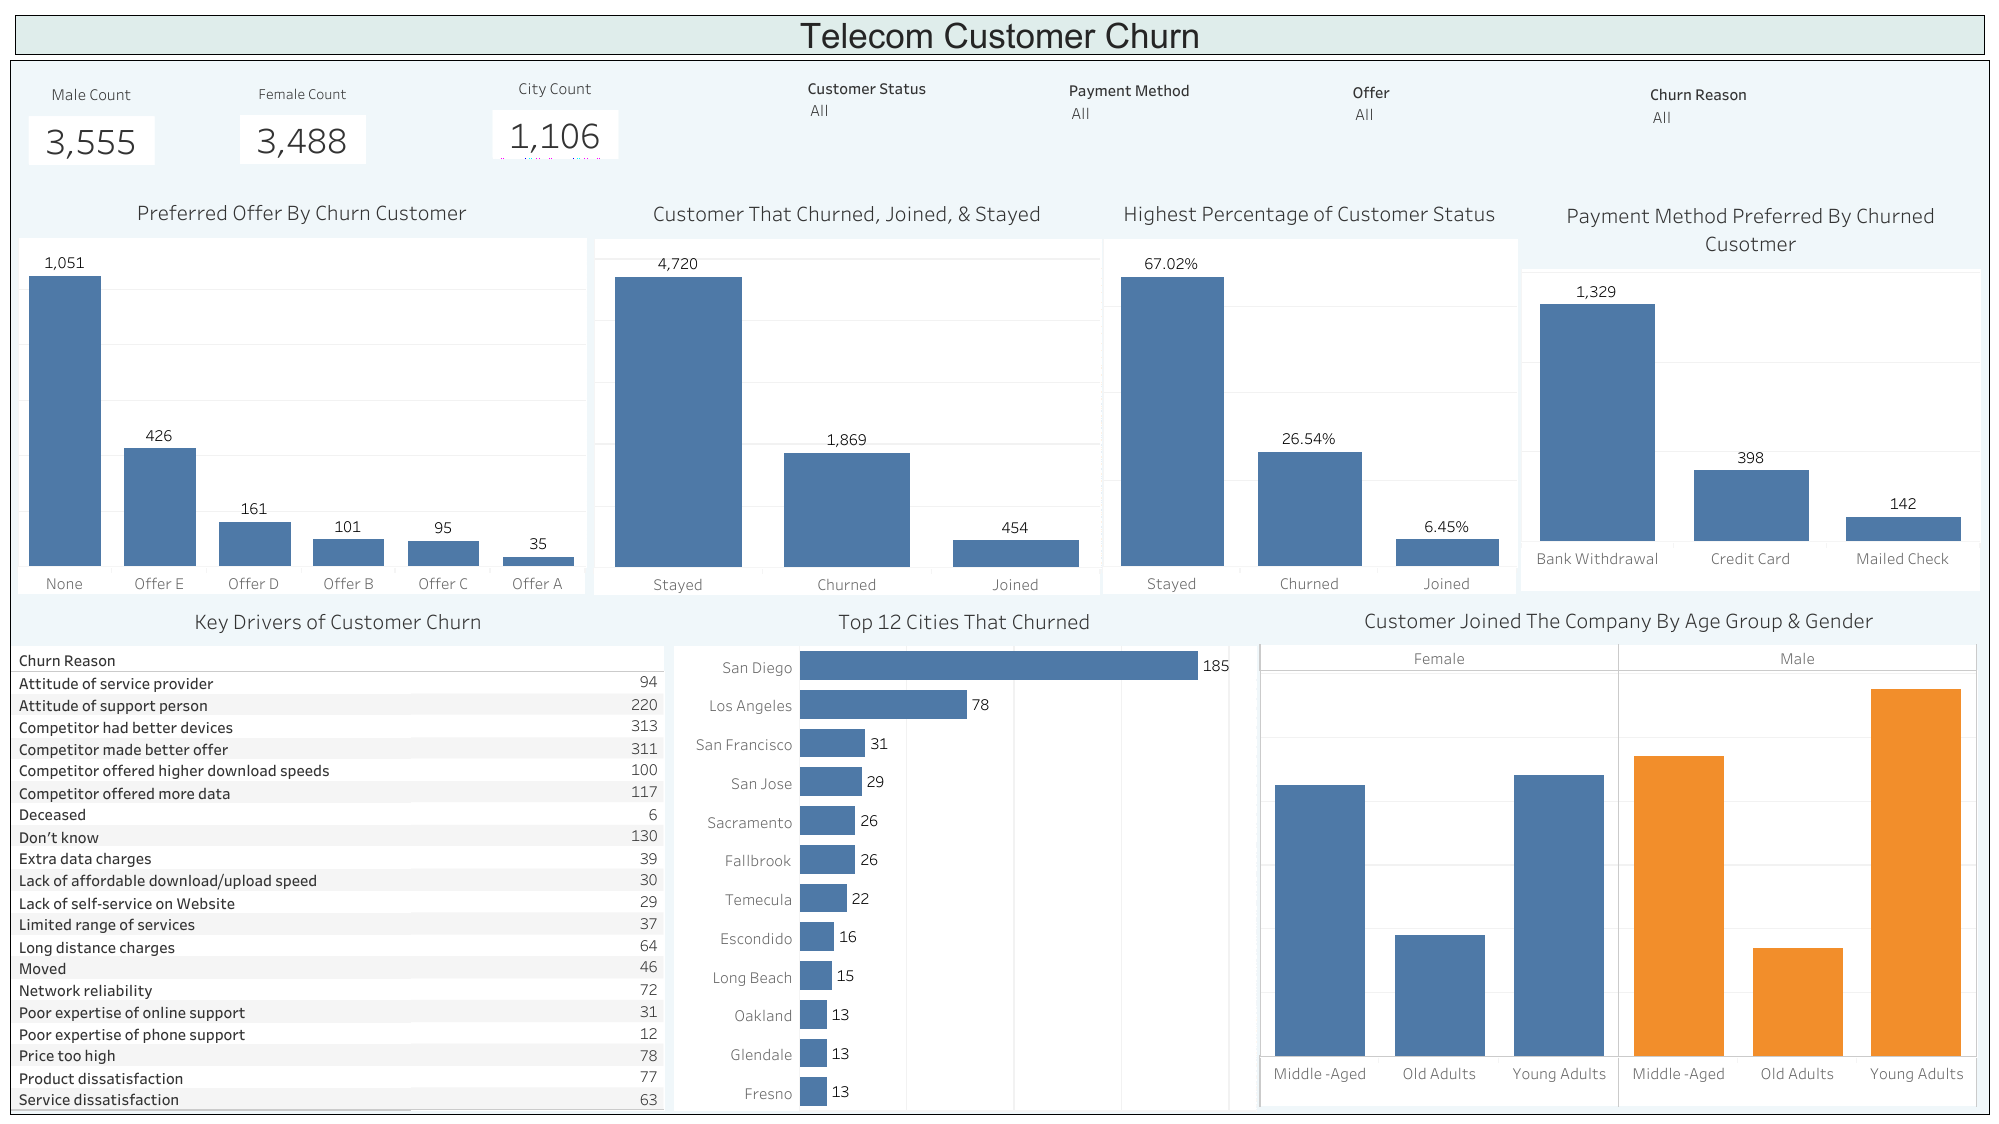 Telecom Customer Churn
Male Count
3,555
Female Count
3,488
City Count
1,106
Customer Status
All
Payment Method
All
Offer
All
Churn Reason
All
Preferred Offer By Churn Customer
1,051
426
161
101
95
35
None
Offer E
Offer D
Offer B
Offer C
Offer A
Customer That Churned, Joined, & Stayed
4,720
1,869
454
Stayed
Churned
Joined
Highest Percentage of Customer Status
67.02%
26.54%
6.45%
Stayed
Churned
Joined
Payment Method Preferred By Churned
Cusotmer
1,329
398
142
Bank Withdrawal
Credit Card
Mailed Check
Key Drivers of Customer Churn
Churn Reason
Attitude of service provider 94
Attitude of support person 220
Competitor had better devices 313
Competitor made better offer 311
Competitor offered higher download speeds 100
Competitor offered more data 117
Deceased 6
Don't know 130
Extra data charges 39
Lack of affordable download/upload speed 30
Lack of self-service on Website 29
Limited range of services 37
Long distance charges 64
Moved 46
Network reliability 72
Poor expertise of online support 31
Poor expertise of phone support 12
Price too high 78
Product dissatisfaction 77
Service dissatisfaction 63
Top 12 Cities That Churned
San Diego 185
Los Angeles 78
San Francisco 31
San Jose 29
Sacramento 26
Fallbrook 26
Temecula 22
Escondido 16
Long Beach 15
Oakland 13
Glendale 13
Fresno 13
Customer Joined The Company By Age Group & Gender
Female
Male
Middle -Aged
Old Adults
Young Adults
Middle -Aged
Old Adults
Young Adults